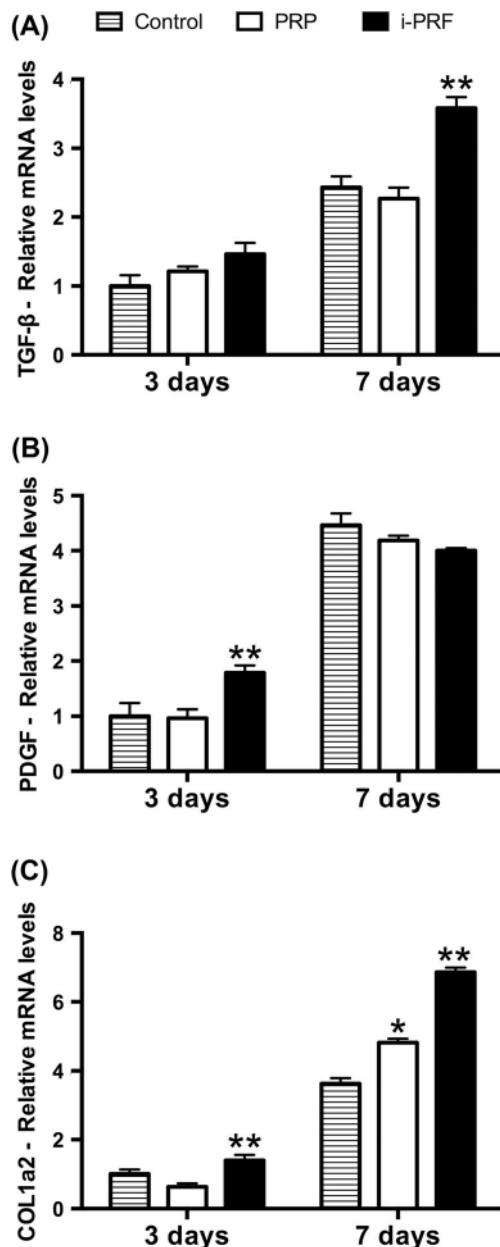 (A) Control PRP i-PRF
TGF-β - Relative mRNA levels
4
3
2
1
0
**
3 days 7 days
(B)
PDGF - Relative mRNA levels
5
4
3
2
1
0
**
3 days 7 days
(C)
COL1a2 - Relative mRNA levels
8
6
4
2
0
**
*
**
3 days 7 days